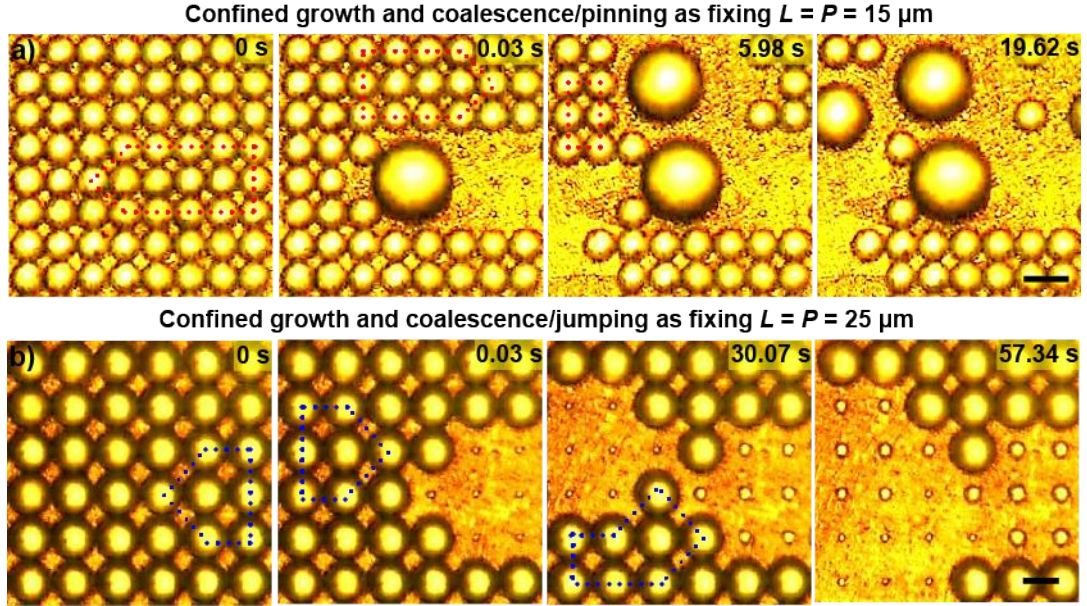 Confined growth and coalescence/pinning as fixing L = P = 15 μm
a) 0 s 0.03 s 5.98 s 19.62 s
Confined growth and coalescence/jumping as fixing L = P = 25 μm
b) 0 s 0.03 s 30.07 s 57.34 s